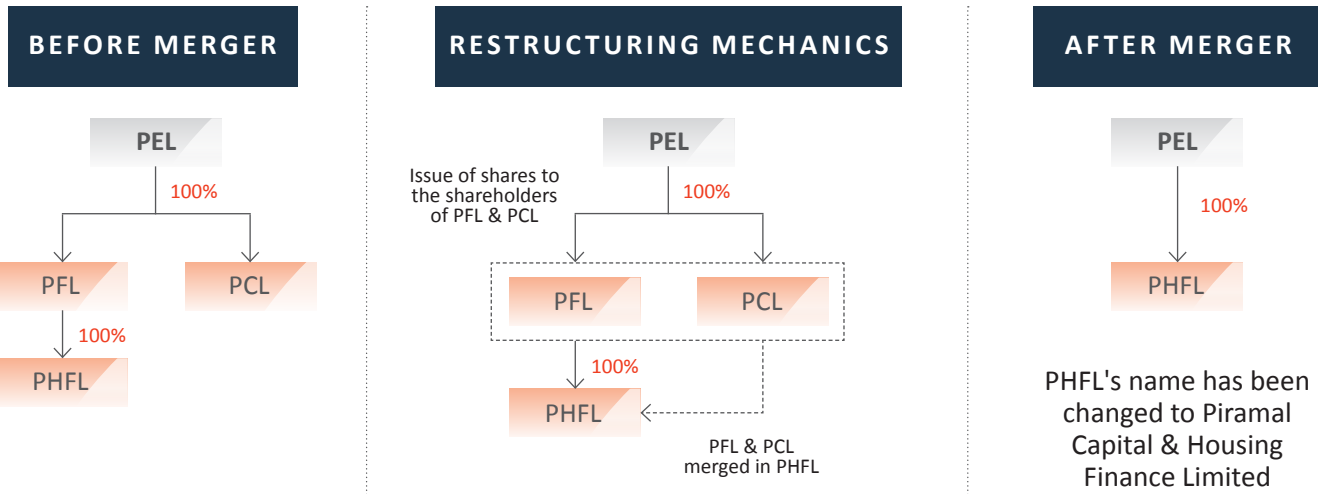 BEFORE MERGER
PEL
100%
PFL
PCL
100%
PHFL
RESTRUCTURING MECHANICS
PEL
Issue of shares to
the shareholders
of PFL & PCL
100%
PFL
PCL
100%
PHFL
PFL & PCL
merged in PHFL
AFTER MERGER
PEL
100%
PHFL
PHFL's name has been
changed to Piramal
Capital & Housing
Finance Limited